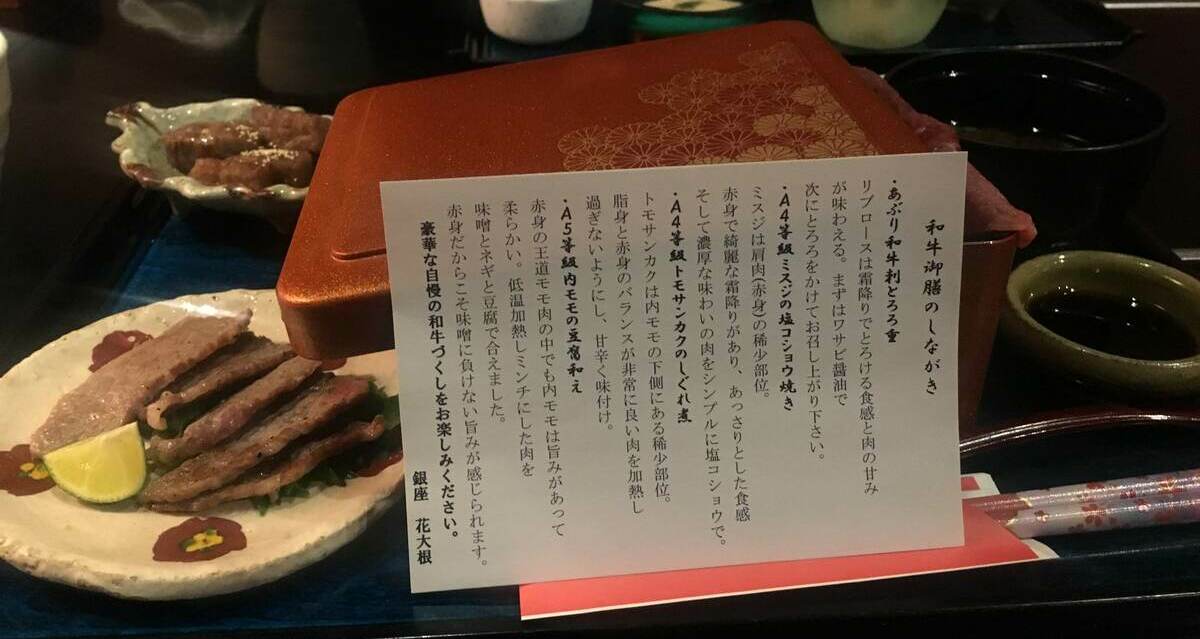 和牛御膳のしながき
・あぶり和牛刺とろろ重
リブロースは霜降りでとろける食感と肉の甘み
が味わえる。まずはワサビ醤油で
次にとろろをかけてお召し上がり下さい。
・A4等級ミスジの塩コショウ焼き
ミスジは肩肉(赤身)の稀少部位。
赤身で綺麗な霜降りがあり、あっさりとした食感
そして濃厚な味わいの肉をシンプルに塩コショウで。
・A4等級トモサンカクのしぐれ煮
トモサンカクは内モモの下側にある稀少部位。
脂身と赤身のバランスが非常に良い肉を加熱し
過ぎないようにし、甘辛く味付け。
・A5等級内モモの豆腐和え
赤身の王道モモ肉の中でも内モモは旨みがあって
柔らかい。低温加熱しミンチにした肉を
味噌とネギと豆腐で合えました。
赤身だからこそ味噌に負けない旨みが感じられます。
豪華な自慢の和牛づくしをお楽しみください。
銀座 花大根